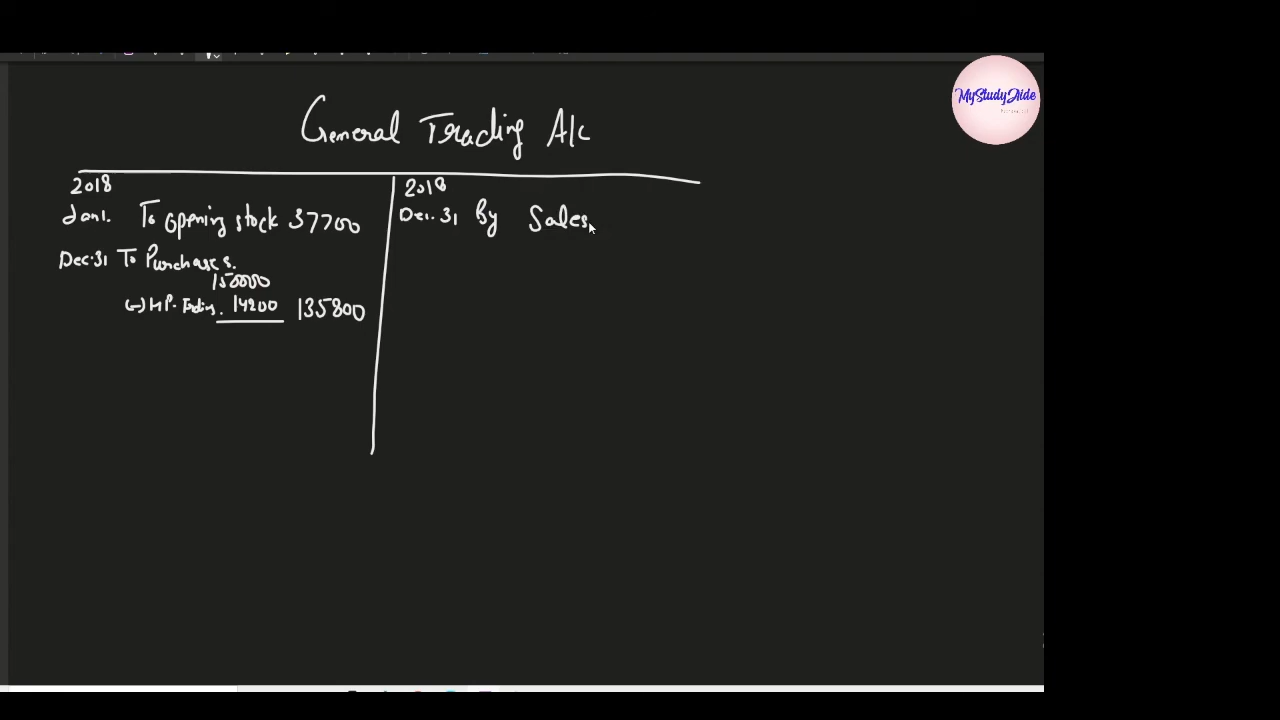 MyStudyAide
General Trading A/c
2018
Jan 1. To opening stock 37700
Dec.31 To Purchases.
150000
(-) H P. Trading. 14200 135800
2018
Dec. 31 By Sales